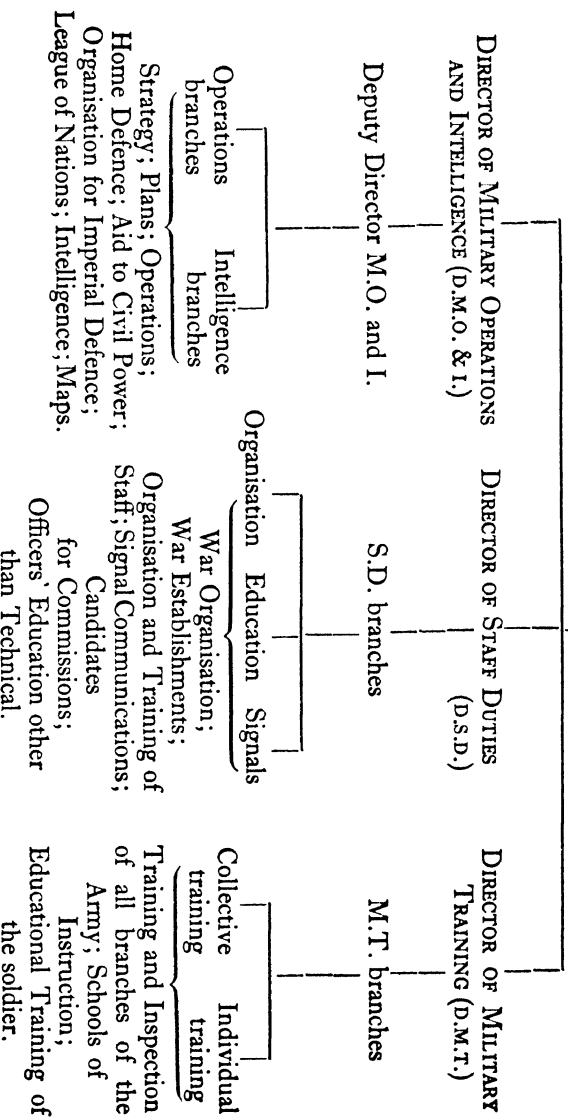 DIRECTOR OF MILITARY OPERATIONS
AND INTELLIGENCE (D.M.O. & I.)
Deputy Director M.O. and I.
Operations branches
Intelligence branches
Strategy; Plans; Operations;
Home Defence; Aid to Civil Power;
Organisation for Imperial Defence;
League of Nations; Intelligence; Maps.
DIRECTOR OF STAFF DUTIES
(D.S.D.)
S.D. branches
Organisation Education Signals
War Organisation;
War Establishments;
Organisation and Training of
Staff; Signal Communications;
Candidates
for Commissions;
Officers' Education other
than Technical.
DIRECTOR OF MILITARY
TRAINING (D.M.T.)
M.T. branches
Collective training
Individual training
Training and Inspection
of all branches of the
Army; Schools of
Instruction;
Educational Training of
the soldier.